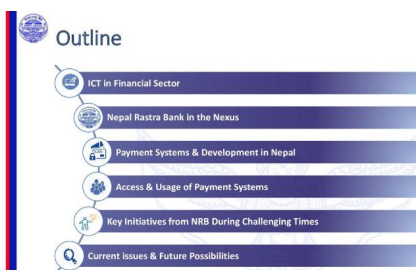 Outline
ICT in Financial Sector
Nepal Rastra Bank in the Nexus
Payment Systems & Development in Nepal
Access & Usage of Payment Systems
Key Initiatives from NRB During Challenging Times
Current issues & Future Possibilities